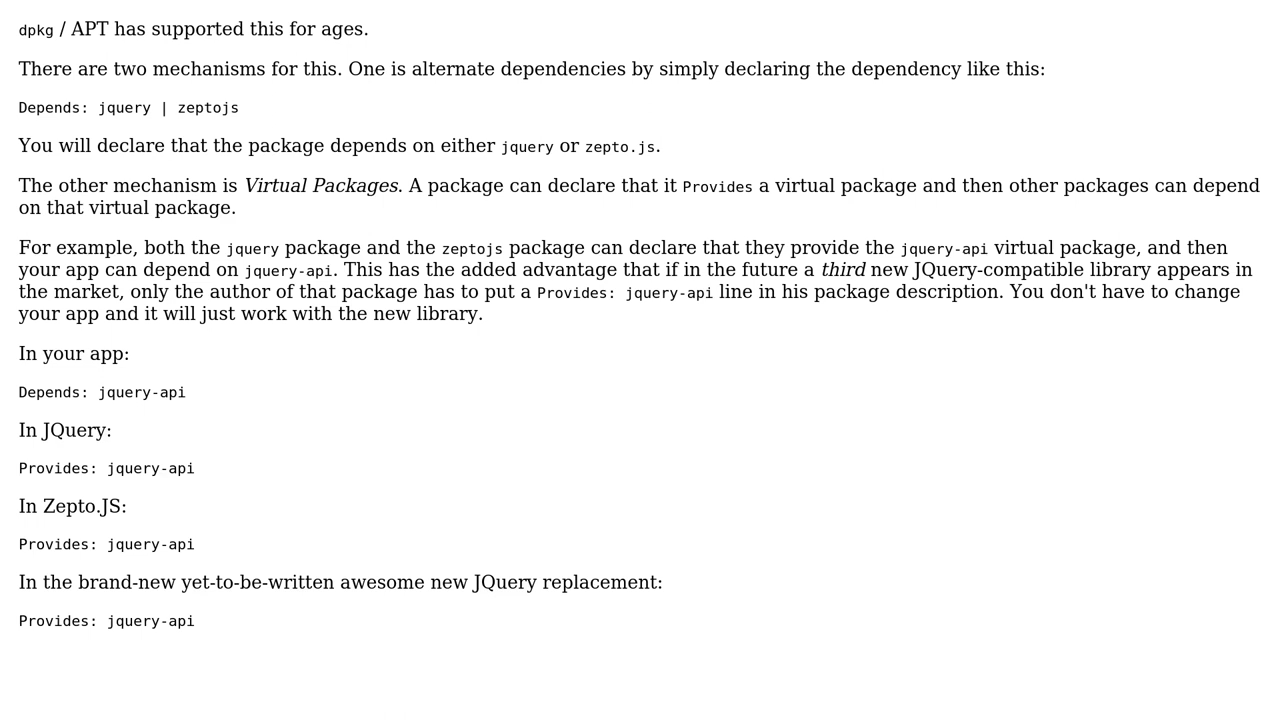 dpkg / APT has supported this for ages.
There are two mechanisms for this. One is alternate dependencies by simply declaring the dependency like this:
Depends: jquery | zeptojs
You will declare that the package depends on either jquery or zepto.js.
The other mechanism is Virtual Packages. A package can declare that it Provides a virtual package and then other packages can depend
on that virtual package.
For example, both the jquery package and the zeptojs package can declare that they provide the jquery-api virtual package, and then
your app can depend on jquery-api. This has the added advantage that if in the future a third new JQuery-compatible library appears in
the market, only the author of that package has to put a Provides: jquery-api line in his package description. You don't have to change
your app and it will just work with the new library.
In your app:
Depends: jquery-api
In JQuery:
Provides: jquery-api
In Zepto.JS:
Provides: jquery-api
In the brand-new yet-to-be-written awesome new JQuery replacement:
Provides: jquery-api